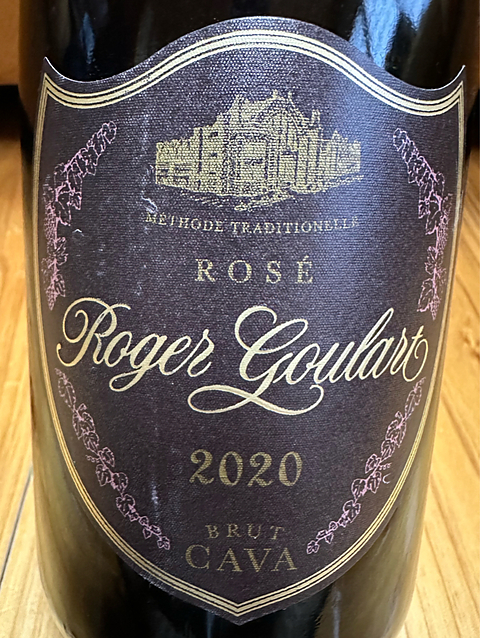 MÉTHODE TRADITIONELLE
ROSÉ
Roger Goulart
2020
BRUT
CAVA